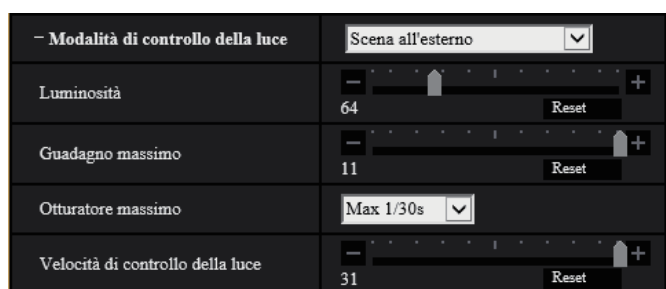 − Modalità di controllo della luce Scena all'esterno
Luminosità
− +
64 Reset
Guadagno massimo
− +
11 Reset
Otturatore massimo Max 1/30s
Velocità di controllo della luce
− +
31 Reset